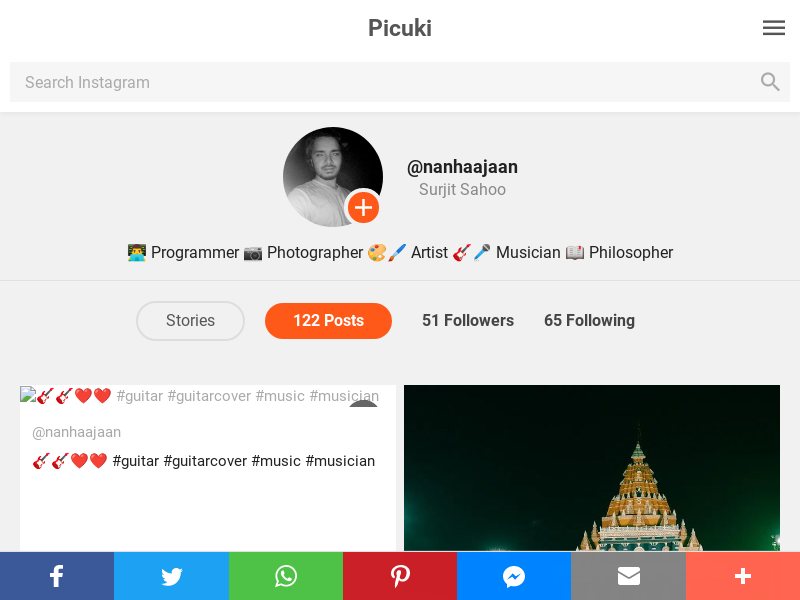 Picuki
Search Instagram
@nanhaajaan
Surjit Sahoo
👨‍💻 Programmer 📷 Photographer 🎨🖌️ Artist 🎸🎤 Musician 📖 Philosopher
Stories
122 Posts
51 Followers
65 Following
🎸🎸❤️❤️ #guitar #guitarcover #music #musician
@nanhaajaan
🎸🎸❤️❤️ #guitar #guitarcover #music #musician